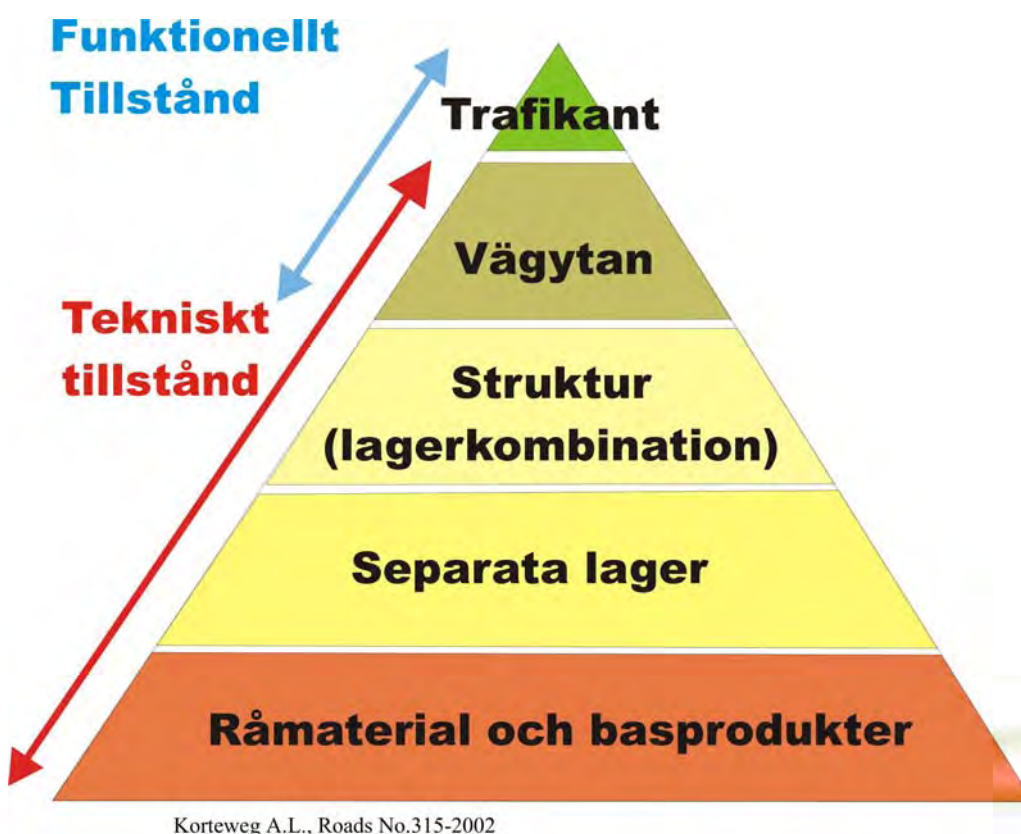 Funktionellt
Tillstånd
Trafikant
Vägytan
Tekniskt
tillstånd
Struktur
(lagerkombination)
Separata lager
Råmaterial och basprodukter
Korteweg A.L., Roads No.315-2002